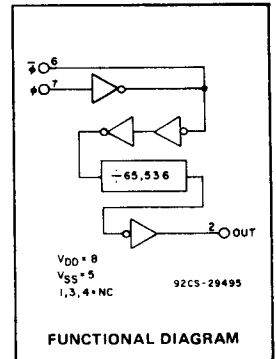 φ̅ 6
φ 7
÷65,536
2 OUT
VDD = 8
VSS = 5
1,3,4 = NC
92CS-29495
FUNCTIONAL DIAGRAM